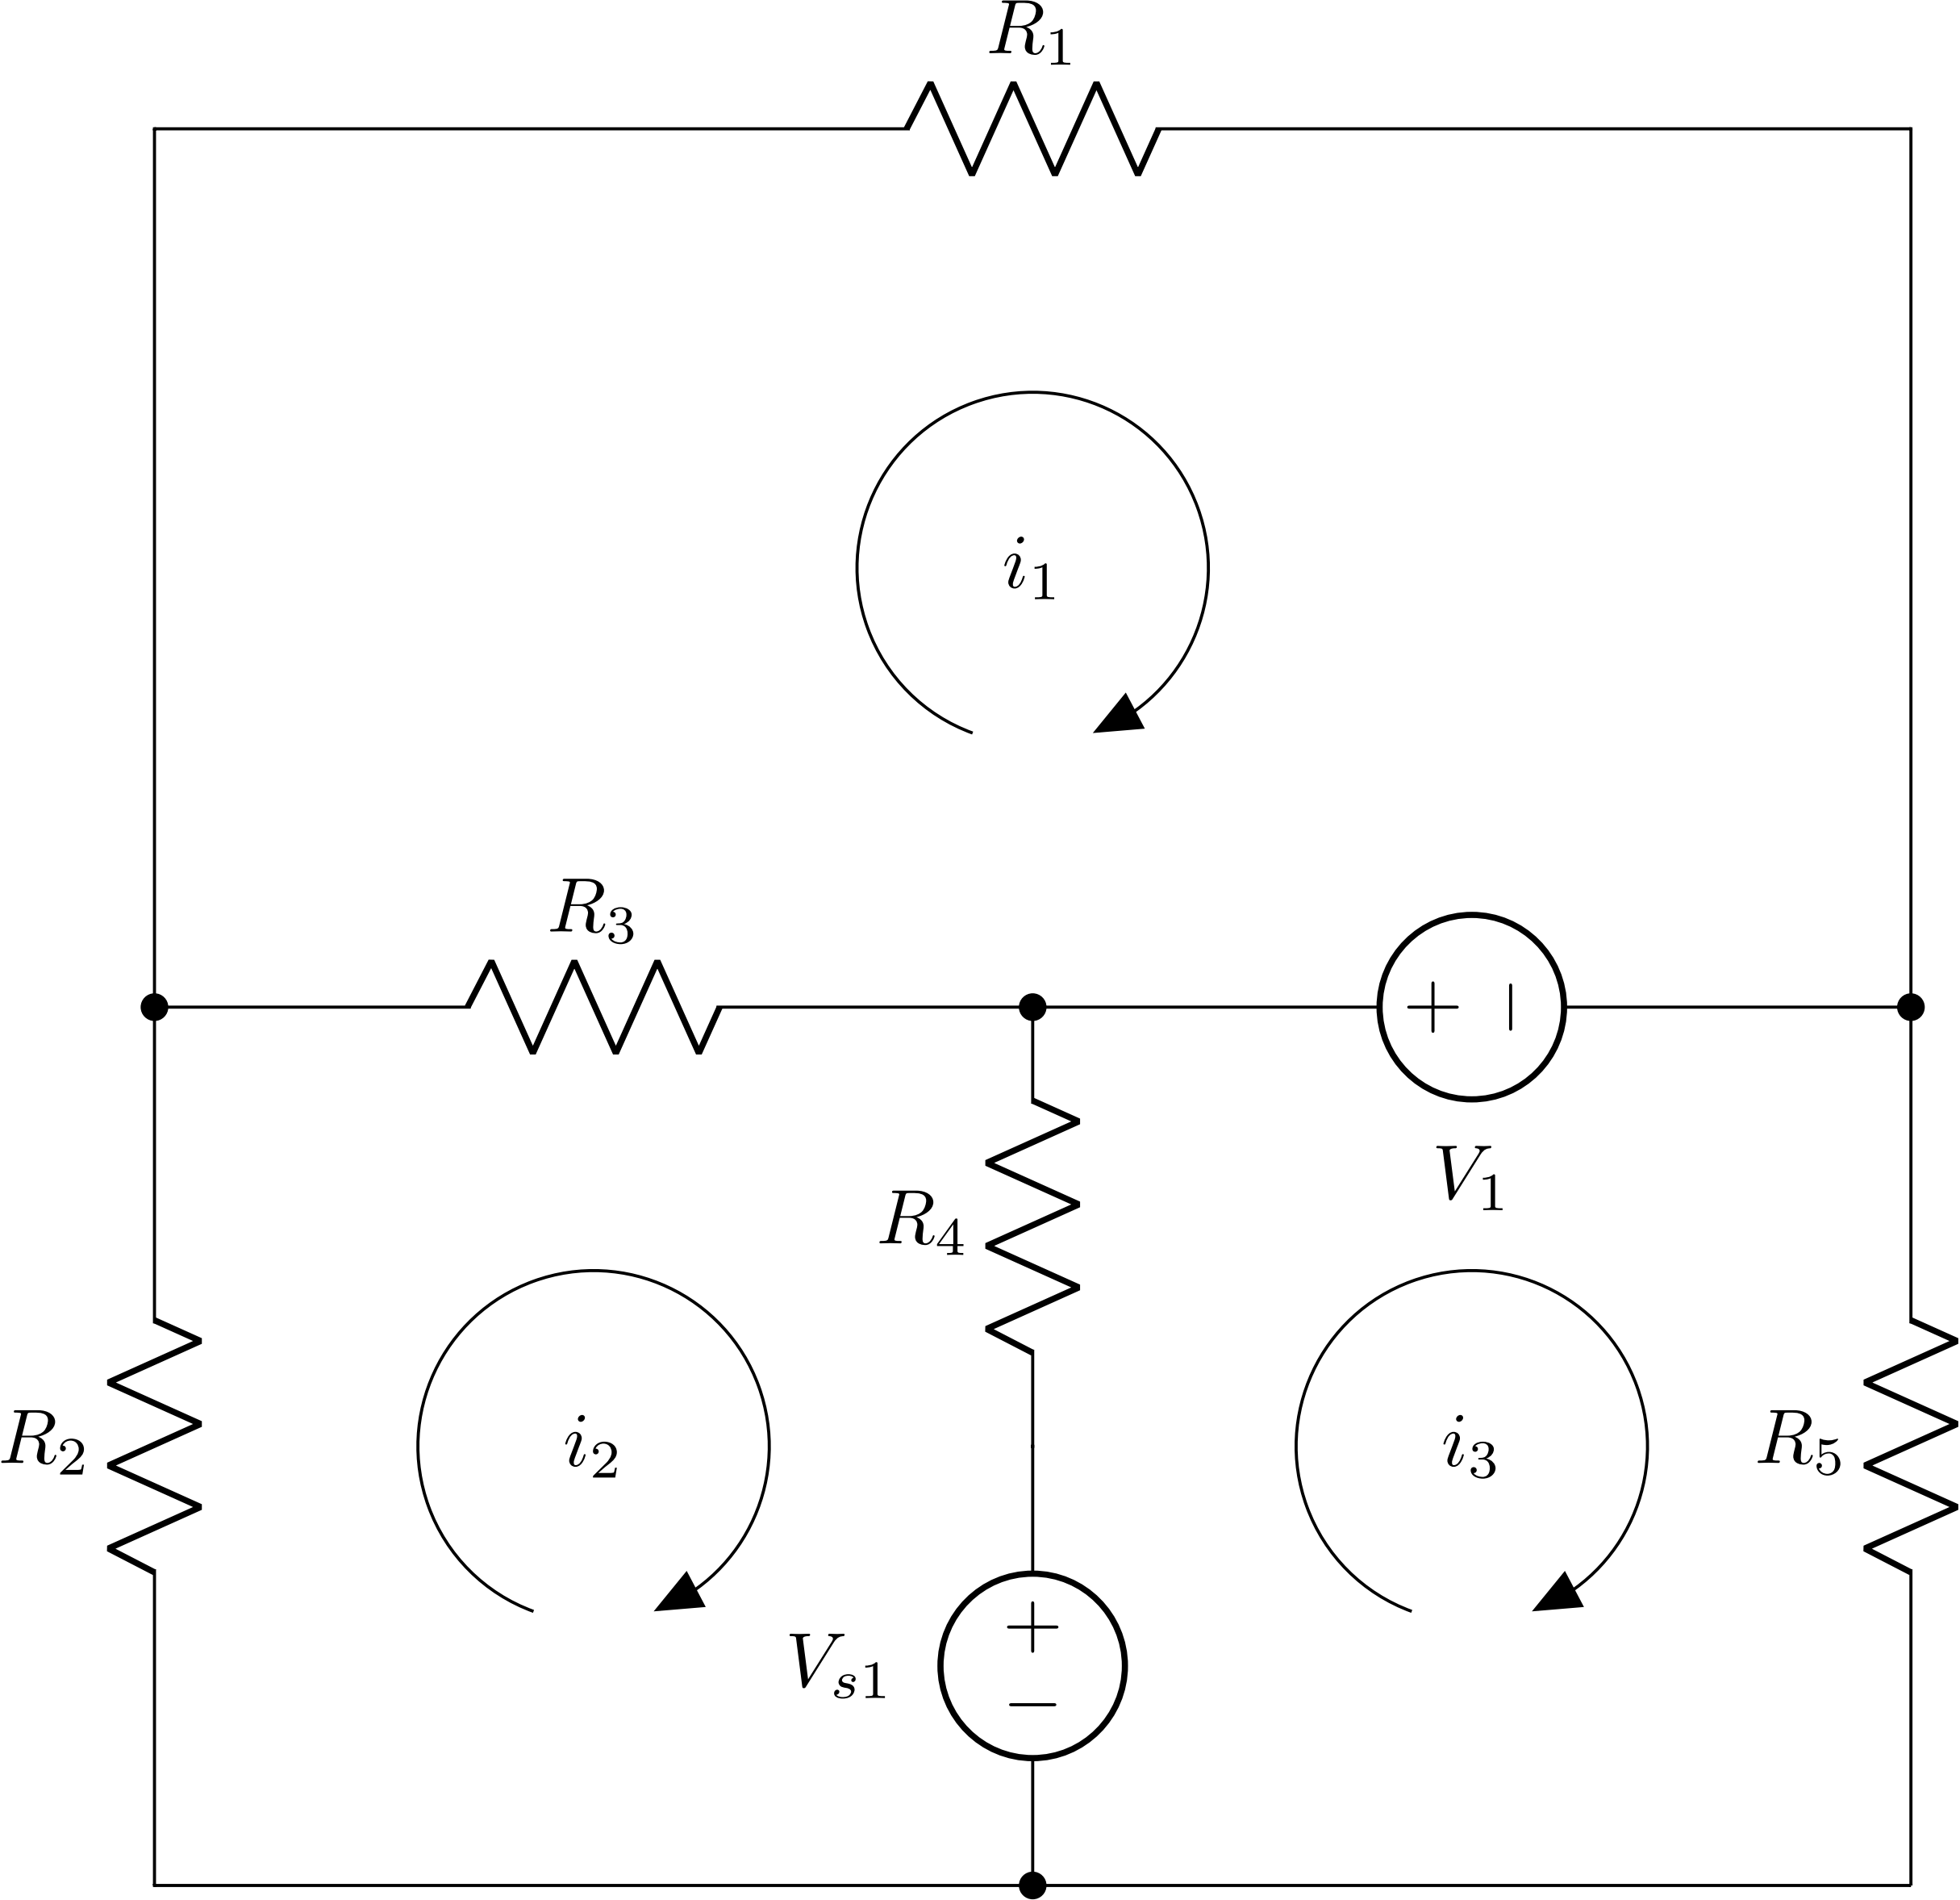 R₁
i₁
R₃
+ −
V₁
R₄
R₂
i₂
i₃
R₅
+
Vₛ₁
−